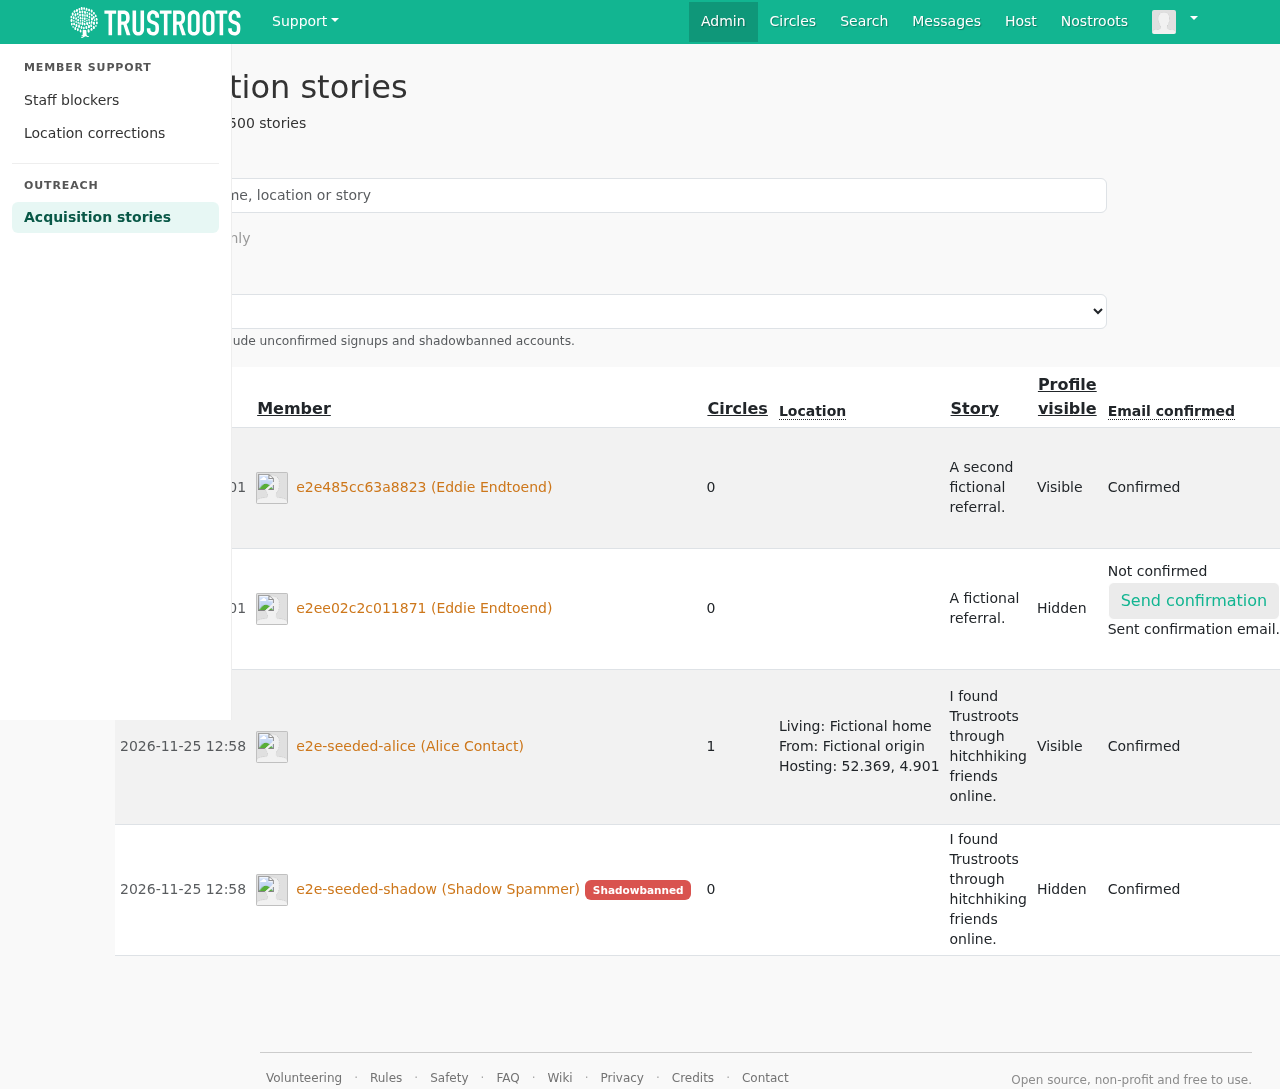 TRUSTROOTS Support Admin Circles Search Messages Host Nostroots
MEMBER SUPPORT
Staff blockers
Location corrections
OUTREACH
Acquisition stories
tion stories
500 stories
me, location or story
nly
ude unconfirmed signups and shadowbanned accounts.
Member Circles Location Story Profile visible Email confirmed
01 e2e485cc63a8823 (Eddie Endtoend) 0 Visible Confirmed
A second
fictional
referral.
01 e2ee02c2c011871 (Eddie Endtoend) 0 Hidden
A fictional
referral.
Not confirmed
Send confirmation
Sent confirmation email.
2026-11-25 12:58 e2e-seeded-alice (Alice Contact) 1
Living: Fictional home
From: Fictional origin
Hosting: 52.369, 4.901
I found
Trustroots
through
hitchhiking
friends
online.
Visible Confirmed
2026-11-25 12:58 e2e-seeded-shadow (Shadow Spammer) Shadowbanned 0
I found
Trustroots
through
hitchhiking
friends
online.
Hidden Confirmed
Volunteering · Rules · Safety · FAQ · Wiki · Privacy · Credits · Contact
Open source, non-profit and free to use.